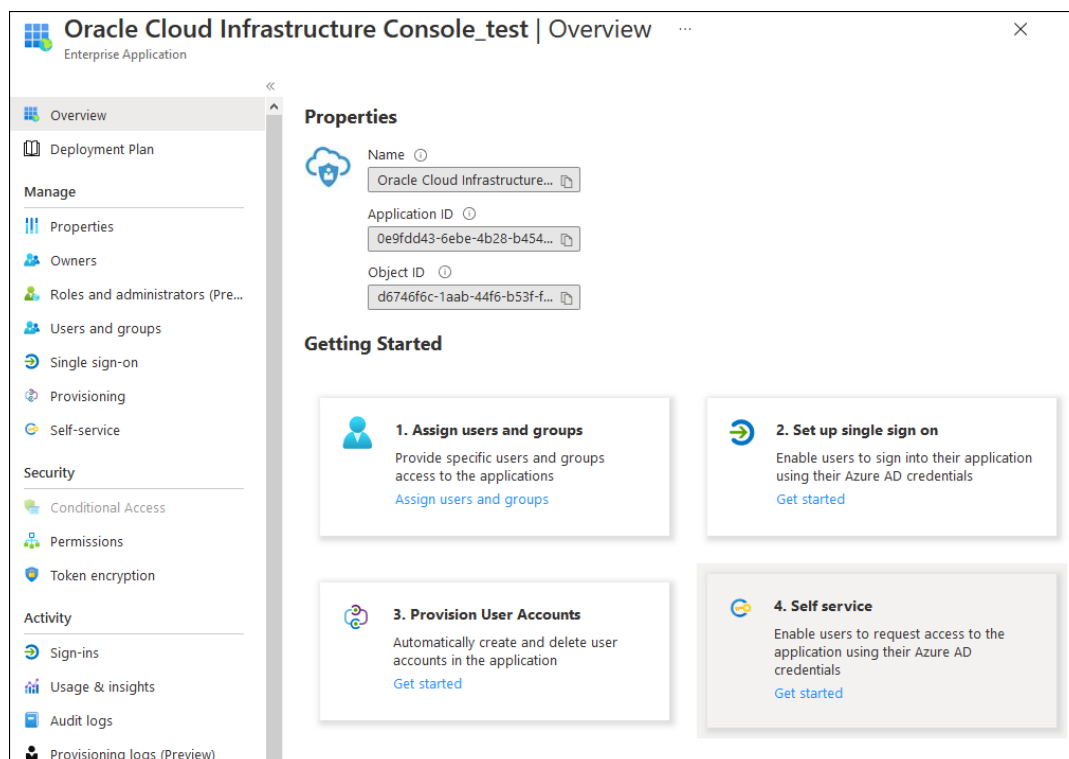 Oracle Cloud Infrastructure Console_test | Overview ...
Enterprise Application
«
Overview
Deployment Plan
Manage
Properties
Owners
Roles and administrators (Pre...
Users and groups
Single sign-on
Provisioning
Self-service
Security
Conditional Access
Permissions
Token encryption
Activity
Sign-ins
Usage & insights
Audit logs
Provisioning logs (Preview)
Properties
Name
Oracle Cloud Infrastructure...
Application ID
0e9fdd43-6ebe-4b28-b454...
Object ID
d6746f6c-1aab-44f6-b53f-f...
Getting Started
1. Assign users and groups
Provide specific users and groups
access to the applications
Assign users and groups
2. Set up single sign on
Enable users to sign into their application
using their Azure AD credentials
Get started
3. Provision User Accounts
Automatically create and delete user
accounts in the application
Get started
4. Self service
Enable users to request access to the
application using their Azure AD
credentials
Get started